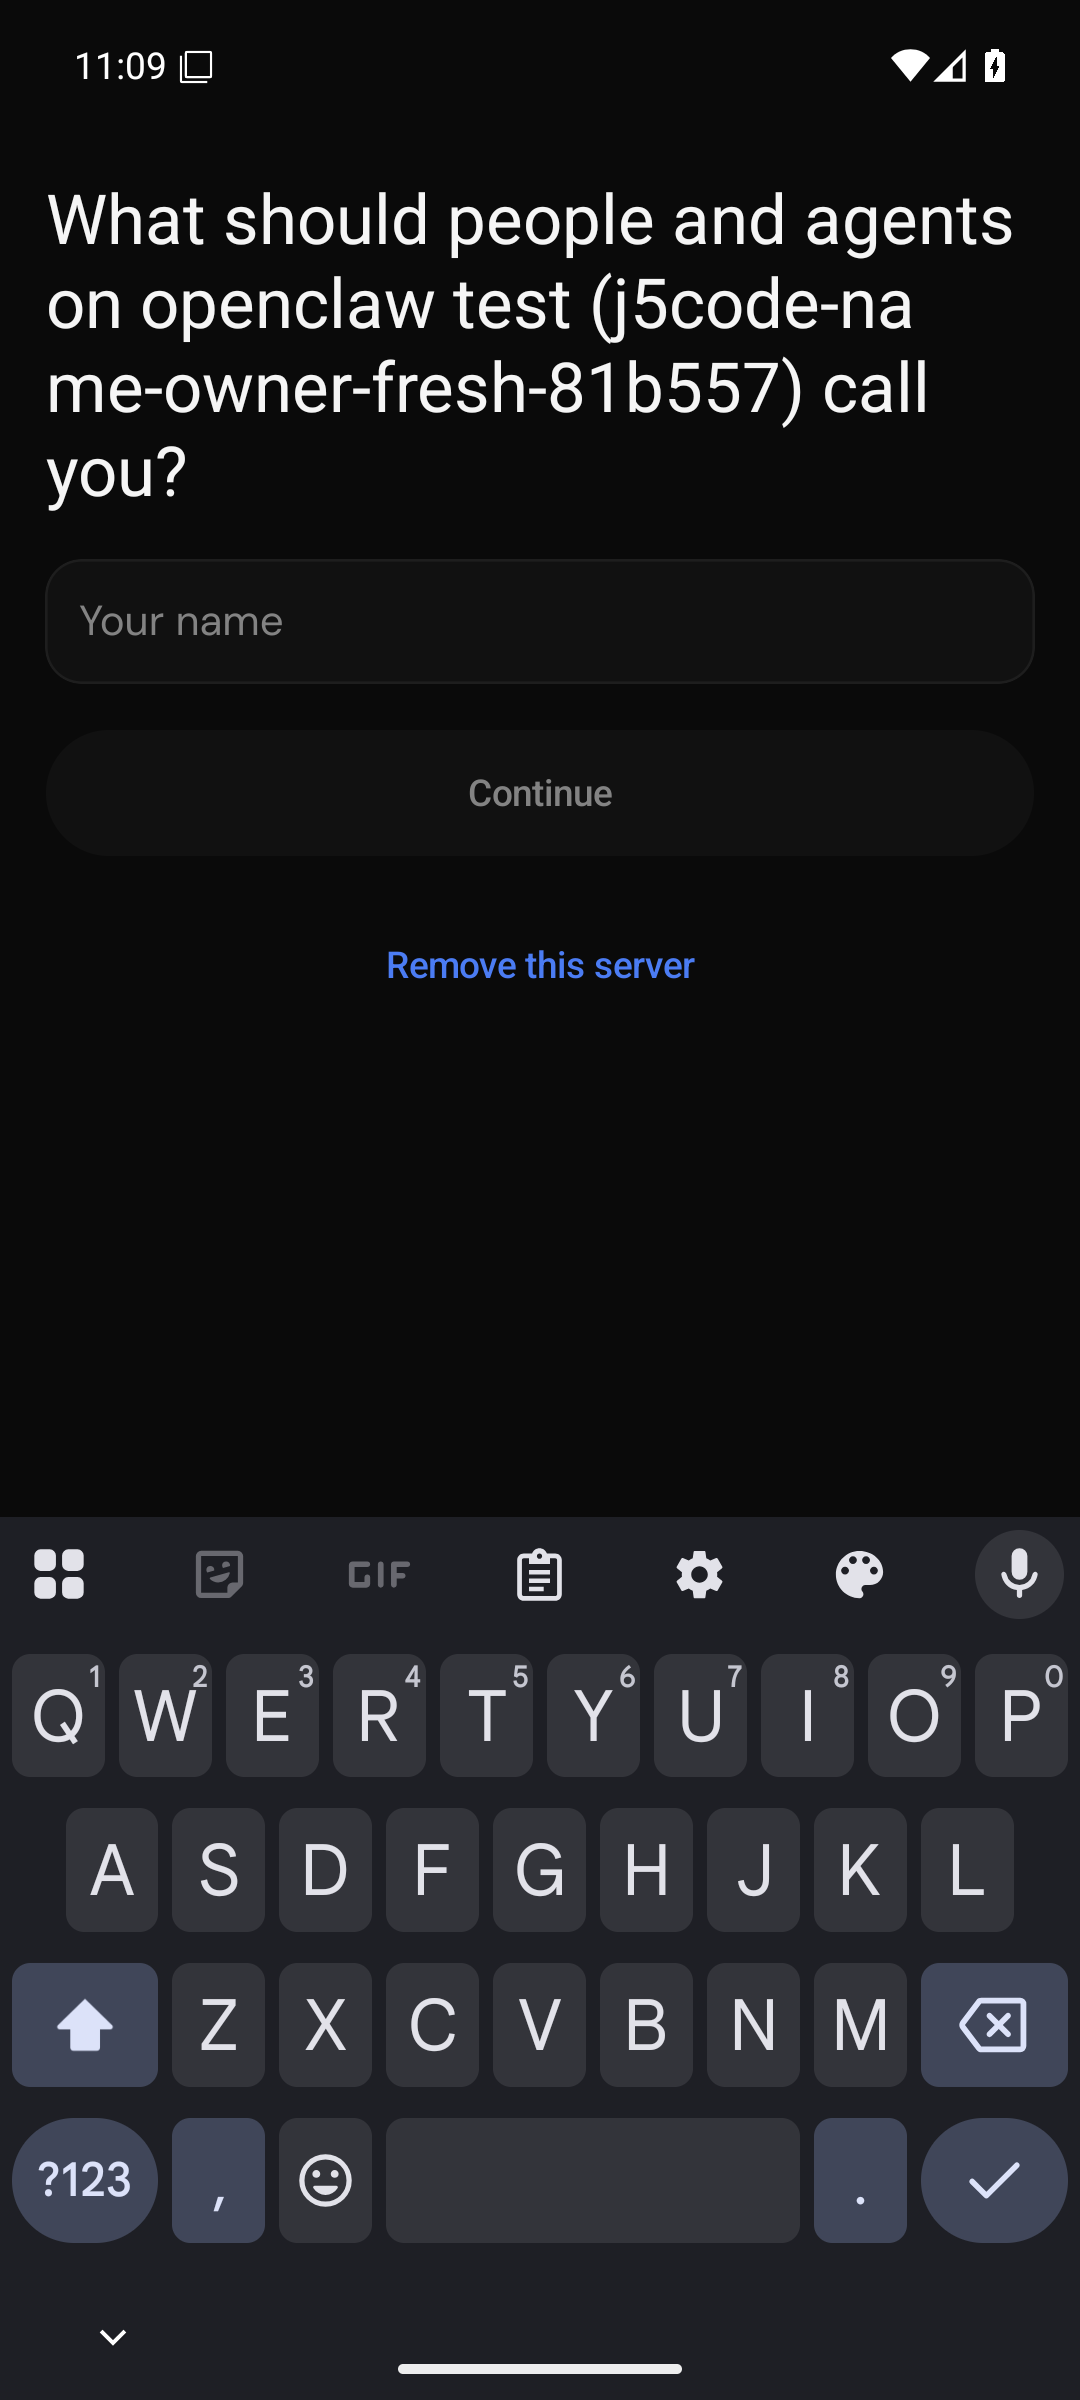 11:09
What should people and agents
on openclaw test (j5code-na
me-owner-fresh-81b557) call
you?
Your name
Continue
Remove this server
GIF
Q1 W2 E3 R4 T5 Y6 U7 I8 O9 P0
A S D F G H J K L
Z X C V B N M
?123 , .